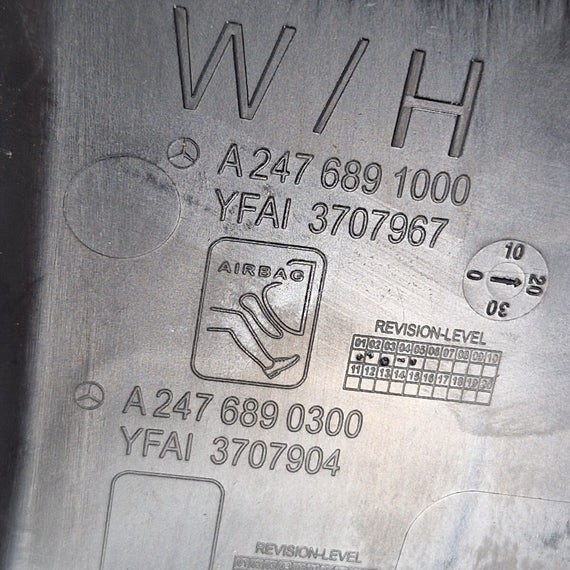 W/H
A 247 689 1000
YFAI 3707967
AIRBAG
10
20
30
0
REVISION-LEVEL
01 02 03 04 05 06 07 08 09 10
11 12 13 14 15 16 17 18 19 20
A 247 689 0300
YFAI 3707904
REVISION-LEVEL